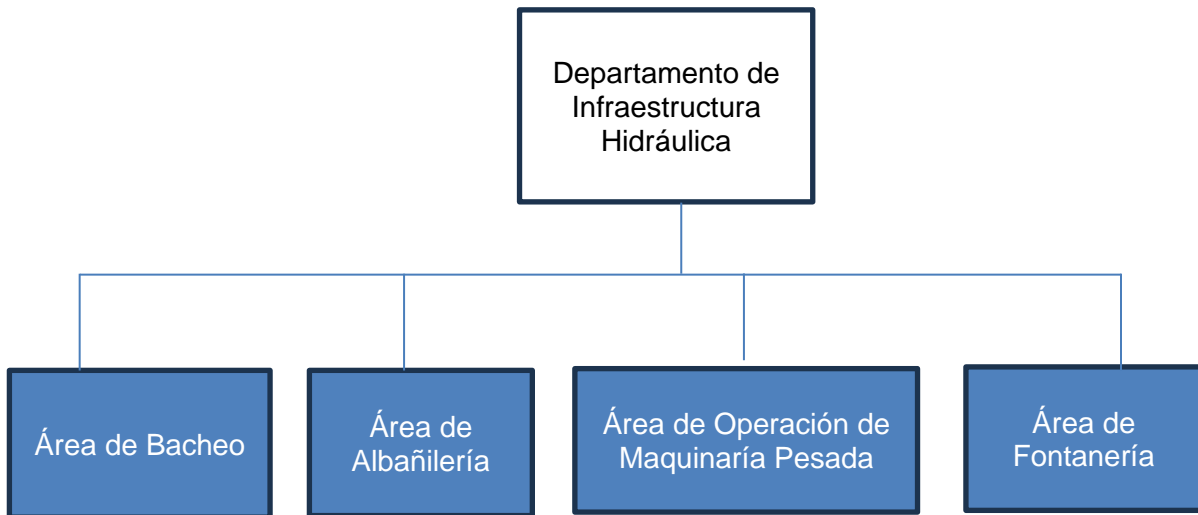 Departamento de
Infraestructura
Hidráulica
Área de Bacheo
Área de
Albañilería
Área de Operación de
Maquinaría Pesada
Área de
Fontanería